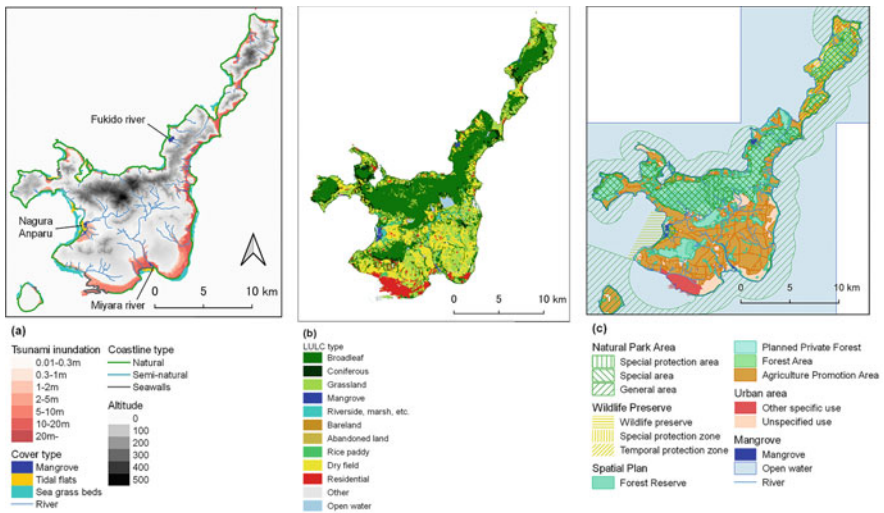 Fukido river
Nagura
Anparu
Miyara river
0 5 10 km
(a)
Tsunami inundation
0.01-0.3m
0.3-1m
1-2m
2-5m
5-10m
10-20m
20m-
Cover type
Mangrove
Tidal flats
Sea grass beds
River
Coastline type
Natural
Semi-natural
Seawalls
Altitude
0
100
200
300
400
500
0 5 10 km
(b)
LULC type
Broadleaf
Coniferous
Grassland
Mangrove
Riverside, marsh, etc.
Bareland
Abandoned land
Rice paddy
Dry field
Residential
Other
Open water
0 5 10 km
(c)
Natural Park Area
Special protection area
Special area
General area
Wildlife Preserve
Wildlife preserve
Special protection zone
Temporal protection zone
Spatial Plan
Forest Reserve
Planned Private Forest
Forest Area
Agriculture Promotion Area
Urban area
Other specific use
Unspecified use
Mangrove
Mangrove
Open water
River